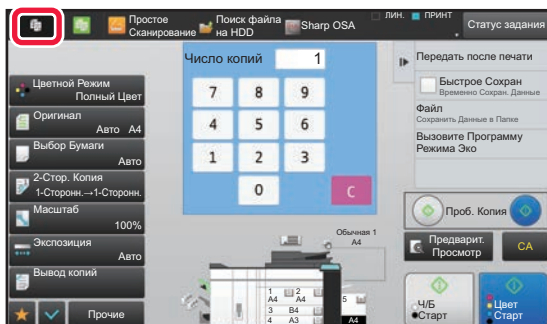 Простое
Сканирование
Поиск файла
на HDD
Sharp OSA
ЛИН.
ПРИНТ
Статус задания
Число копий 1
7 8 9
4 5 6
1 2 3
0 C
Цветной Режим
Полный Цвет
Оригинал
Авто A4
Выбор Бумаги
Авто
2-Стор. Копия
1-Сторонн.→1-Сторонн.
Масштаб
100%
Экспозиция
Авто
Вывод копий
Прочие
Обычная 1
A4
1 2
A4 A4
5
3 B4
4 A3
A4
Передать после печати
Быстрое Сохран
Временно Сохран. Данные
Файл
Сохранить Данные в Папке
Вызовите Программу
Режима Эко
Проб. Копия
Предварит.
Просмотр
CA
Ч/Б
Старт
Цвет
Старт